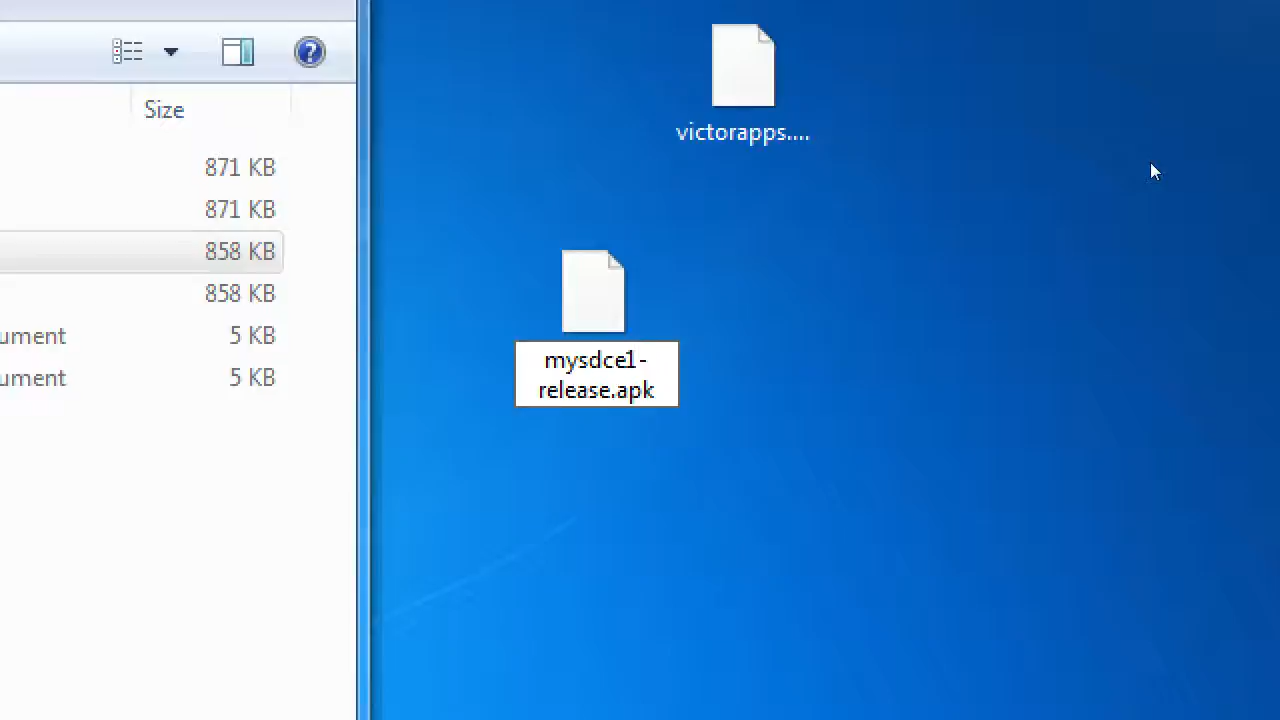 Size
871 KB
871 KB
858 KB
858 KB
ument 5 KB
ument 5 KB
victorapps....
mysdce1-
release.apk